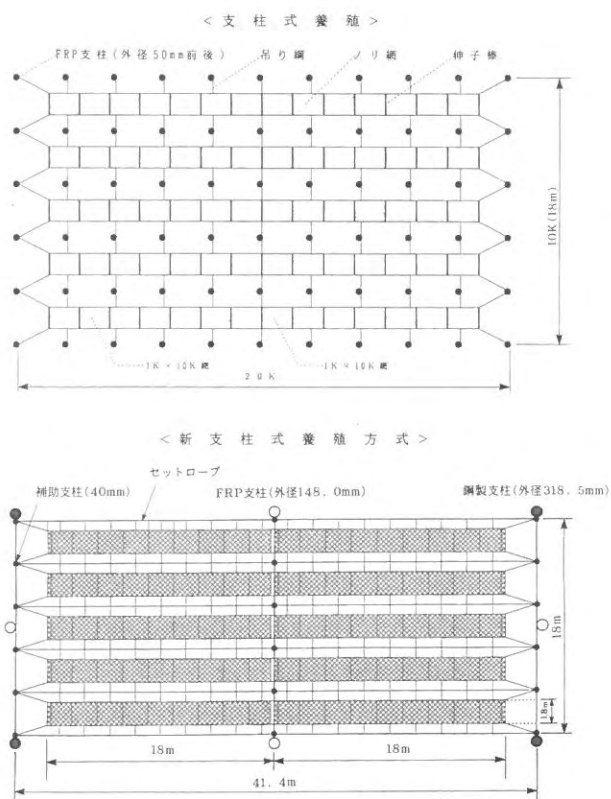 ＜支柱式養殖＞
FRP支柱(外径50mm前後)　吊り綱　ノリ網　伸子棒
10K(18m)
1K×10K網　1K×10K網
20K
＜新支柱式養殖方式＞
セットロープ
補助支柱(40mm)　FRP支柱(外径148.0mm)　鋼製支柱(外径318.5mm)
18m
1.8m
18m　18m
41.4m